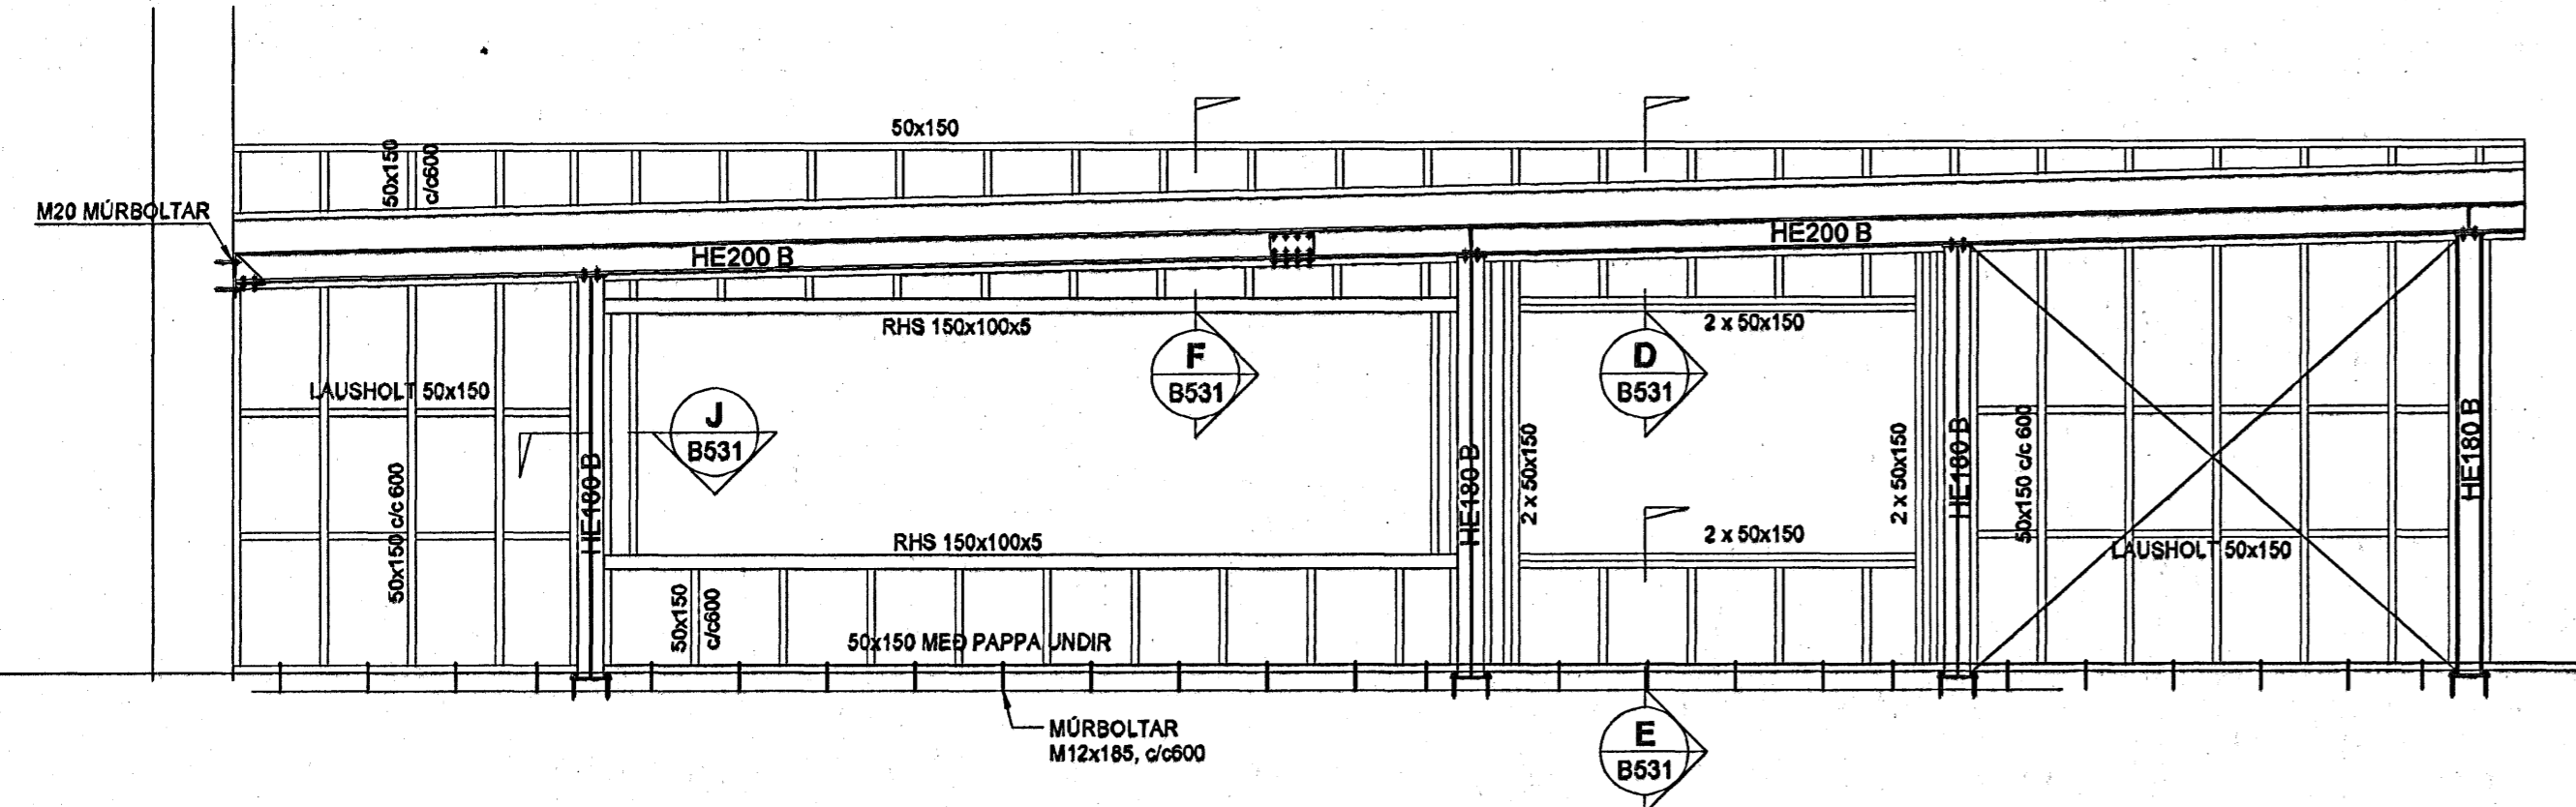 50x150
50x150
c/c600
M20 MÚRBOLTAR
HE200 B
HE200 B
RHS 150x100x5
2 x 50x150
F
B531
D
B531
LAUSHOLT 50x150
J
B531
50x150 c/c 600
HE180 B
HE180 B
2 x 50x150
2 x 50x150
HE180 B
50x150 c/c 600
HE180 B
RHS 150x100x5
2 x 50x150
LAUSHOLT 50x150
50x150
c/c600
50x150 MEÐ PAPPA UNDIR
MÚRBOLTAR
M12x185, c/c600
E
B531